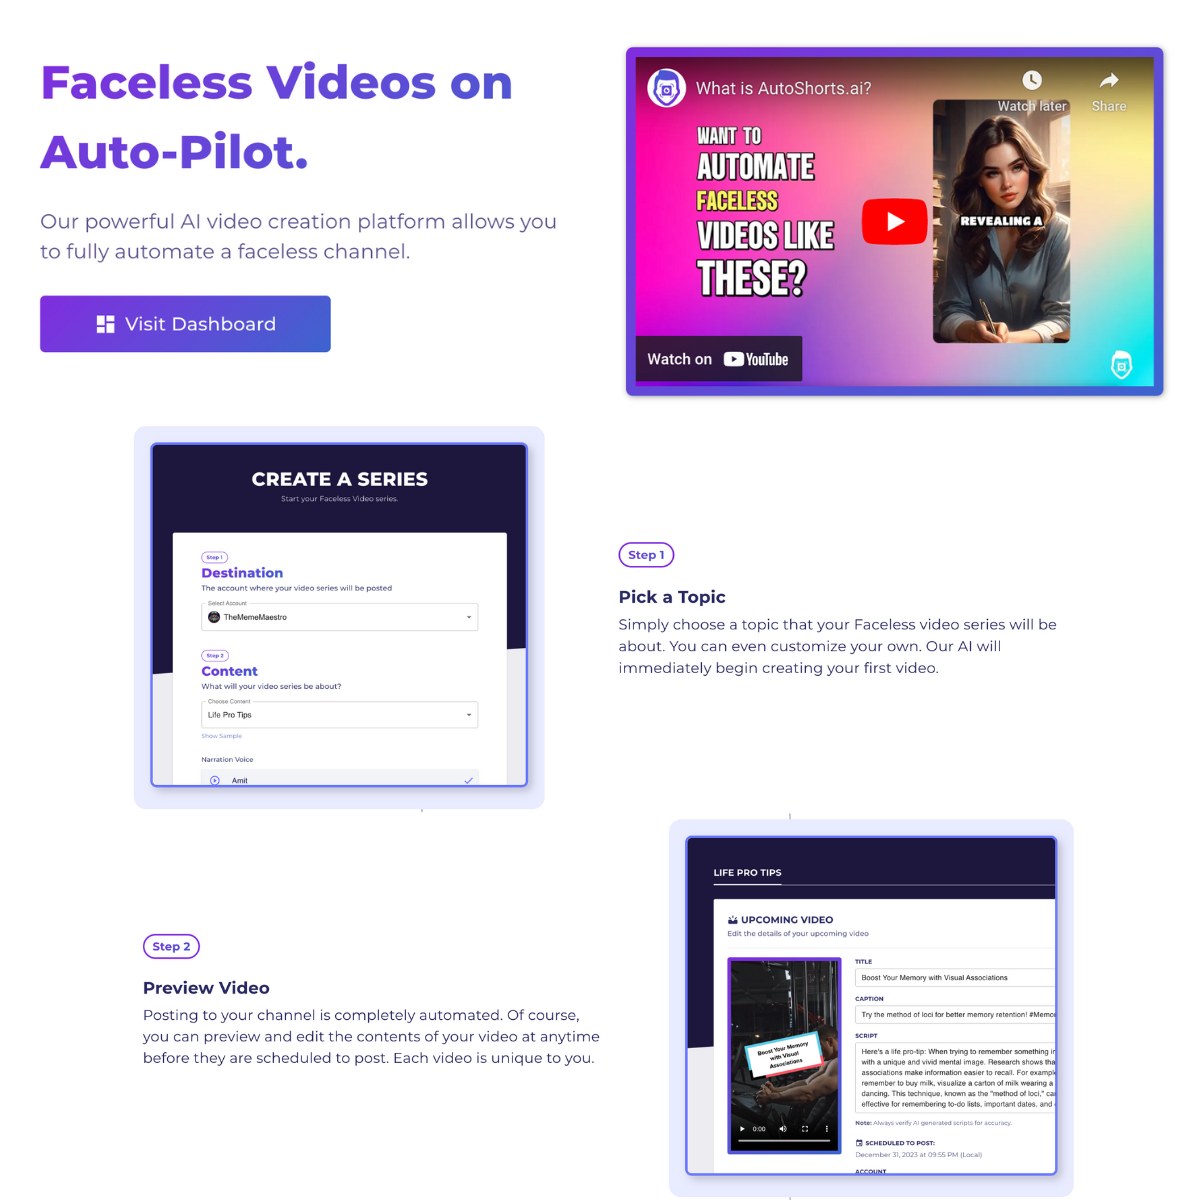 Faceless Videos on
Auto-Pilot.
Our powerful AI video creation platform allows you
to fully automate a faceless channel.
Visit Dashboard
What is AutoShorts.ai?
Watch later
Share
WANT TO
AUTOMATE
FACELESS
VIDEOS LIKE
THESE?
REVEALING A
Watch on YouTube
CREATE A SERIES
Start your Faceless Video series.
Step 1
Destination
The account where your video series will be posted
Select Account
TheMemeMaestro
Step 2
Content
What will your video series be about?
Choose Content
Life Pro Tips
Show Sample
Narration Voice
Amit
Step 1
Pick a Topic
Simply choose a topic that your Faceless video series will be
about. You can even customize your own. Our AI will
immediately begin creating your first video.
Step 2
Preview Video
Posting to your channel is completely automated. Of course,
you can preview and edit the contents of your video at anytime
before they are scheduled to post. Each video is unique to you.
LIFE PRO TIPS
UPCOMING VIDEO
Edit the details of your upcoming video
Boost Your Memory
with Visual
Associations
0:00
TITLE
Boost Your Memory with Visual Associations
CAPTION
Try the method of loci for better memory retention! #Memor
SCRIPT
Here's a life pro-tip: When trying to remember something in
with a unique and vivid mental image. Research shows tha
associations make information easier to recall. For exampl
remember to buy milk, visualize a carton of milk wearing a
dancing. This technique, known as the "method of loci," ca
effective for remembering to-do lists, important dates, and
Note: Always verify AI generated scripts for accuracy.
SCHEDULED TO POST:
December 31, 2023 at 09:55 PM (Local)
ACCOUNT